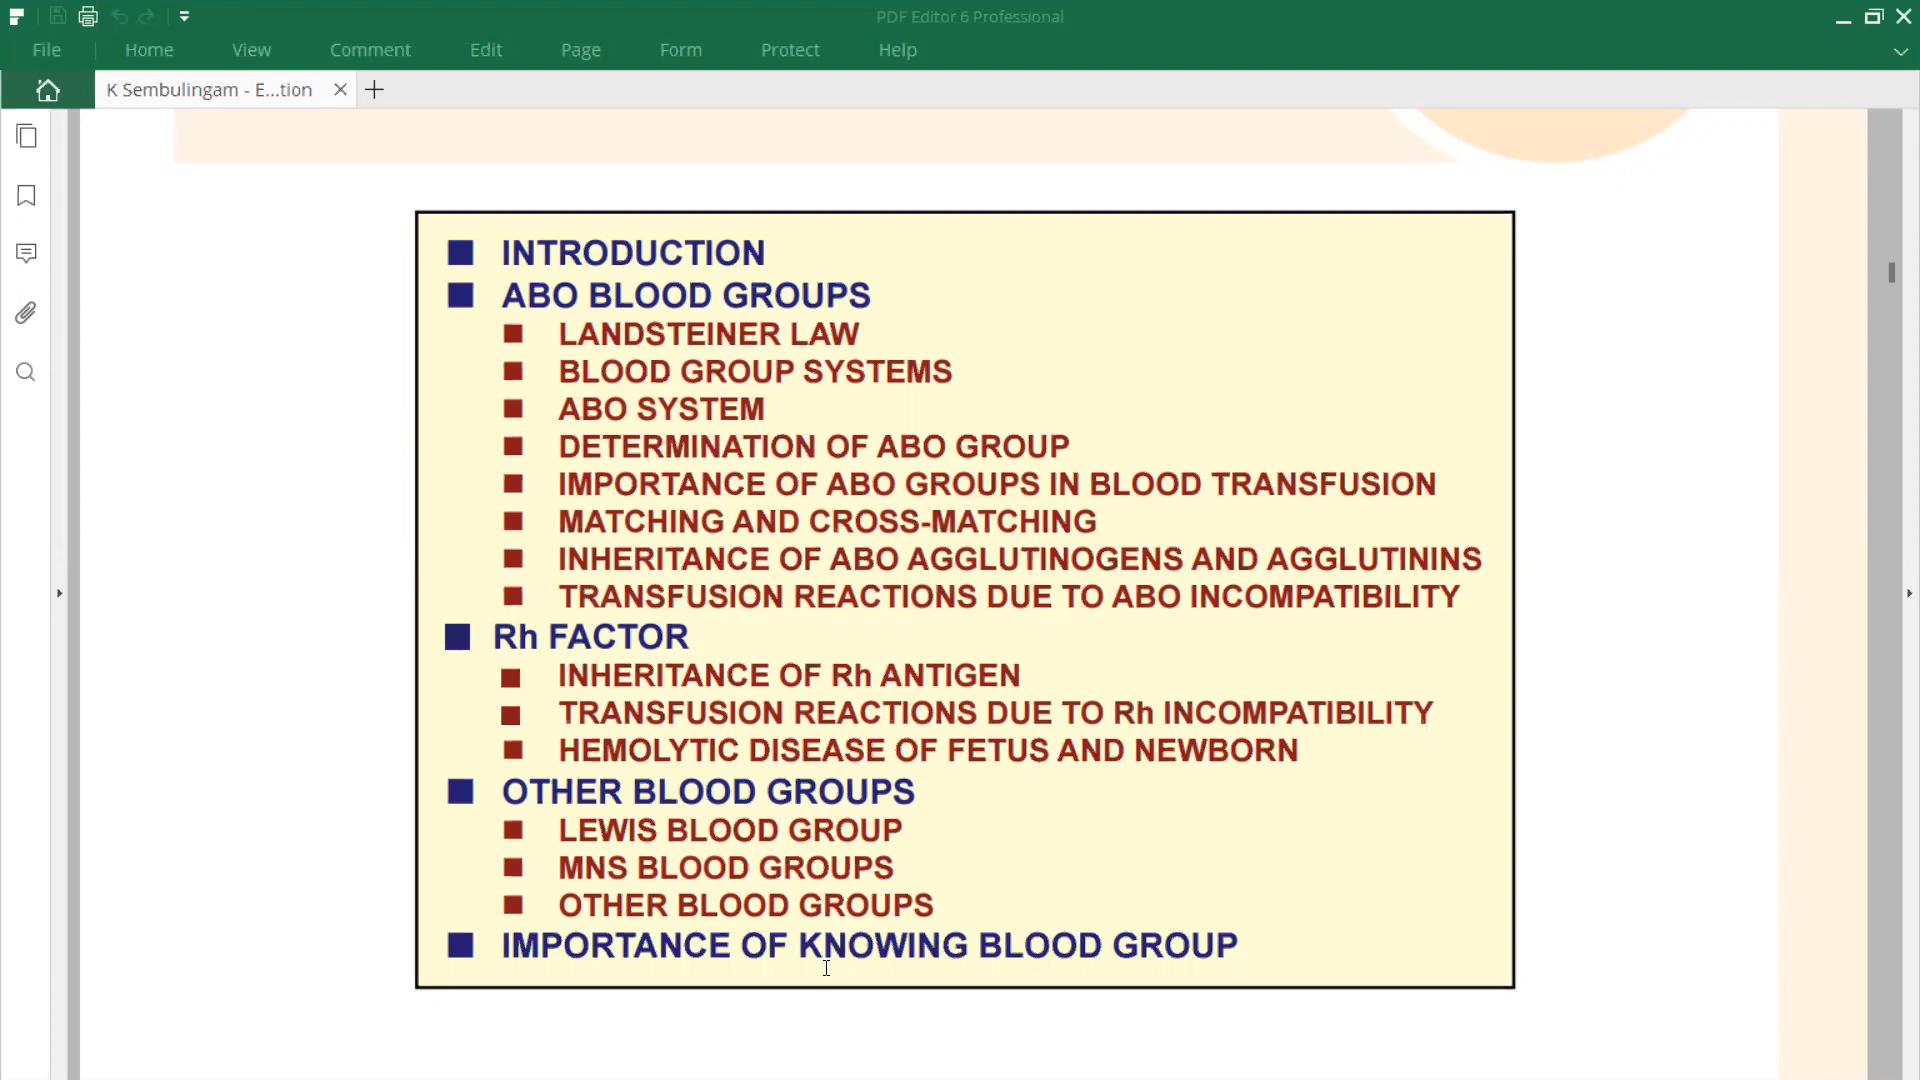 PDF Editor 6 Professional
File Home View Comment Edit Page Form Protect Help
K Sembulingam - E...tion
INTRODUCTION
ABO BLOOD GROUPS
LANDSTEINER LAW
BLOOD GROUP SYSTEMS
ABO SYSTEM
DETERMINATION OF ABO GROUP
IMPORTANCE OF ABO GROUPS IN BLOOD TRANSFUSION
MATCHING AND CROSS-MATCHING
INHERITANCE OF ABO AGGLUTINOGENS AND AGGLUTININS
TRANSFUSION REACTIONS DUE TO ABO INCOMPATIBILITY
Rh FACTOR
INHERITANCE OF Rh ANTIGEN
TRANSFUSION REACTIONS DUE TO Rh INCOMPATIBILITY
HEMOLYTIC DISEASE OF FETUS AND NEWBORN
OTHER BLOOD GROUPS
LEWIS BLOOD GROUP
MNS BLOOD GROUPS
OTHER BLOOD GROUPS
IMPORTANCE OF KNOWING BLOOD GROUP